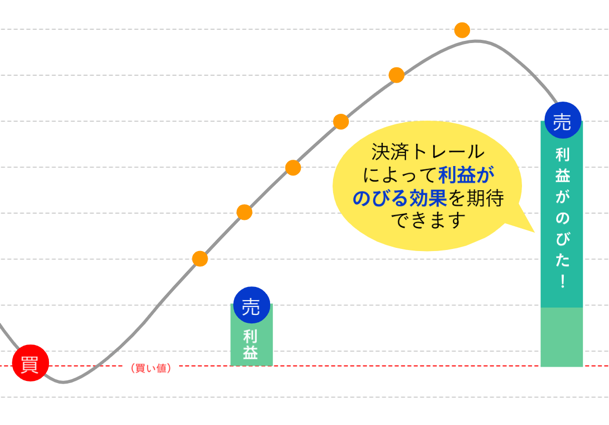 決済トレール
によって利益が
のびる効果を期待
できます
売
利益がのびた！
売
利益
買
（買い値）